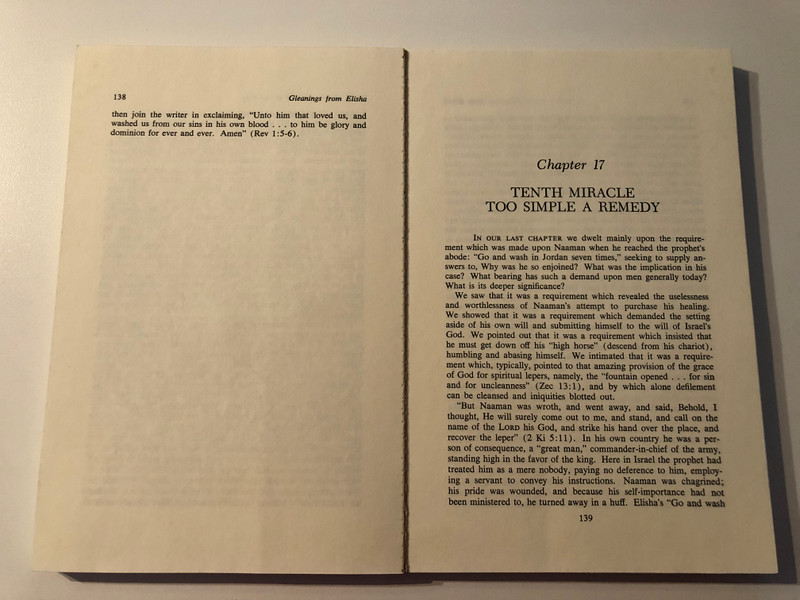 138
Gleanings from Elisha
then join the writer in exclaiming, "Unto him that loved us, and
washed us from our sins in his own blood . . . to him be glory and
dominion for ever and ever. Amen" (Rev 1:5-6).
Chapter 17
TENTH MIRACLE
TOO SIMPLE A REMEDY
IN OUR LAST CHAPTER we dwelt mainly upon the require-
ment which was made upon Naaman when he reached the prophet's
abode: "Go and wash in Jordan seven times," seeking to supply an-
swers to, Why was he so enjoined? What was the implication in his
case? What bearing has such a demand upon men generally today?
What is its deeper significance?
We saw that it was a requirement which revealed the uselessness
and worthlessness of Naaman's attempt to purchase his healing.
We showed that it was a requirement which demanded the setting
aside of his own will and submitting himself to the will of Israel's
God. We pointed out that it was a requirement which insisted that
he must get down off his "high horse" (descend from his chariot),
humbling and abasing himself. We intimated that it was a require-
ment which, typically, pointed to that amazing provision of the grace
of God for spiritual lepers, namely, the "fountain opened . . . for sin
and for uncleanness" (Zec 13:1), and by which alone defilement
can be cleansed and iniquities blotted out.
"But Naaman was wroth, and went away, and said, Behold, I
thought, He will surely come out to me, and stand, and call on the
name of the LORD his God, and strike his hand over the place, and
recover the leper" (2 Ki 5:11). In his own country he was a per-
son of consequence, a "great man," commander-in-chief of the army,
standing high in the favor of the king. Here in Israel the prophet had
treated him as a mere nobody, paying no deference to him, employ-
ing a servant to convey his instructions. Naaman was chagrined;
his pride was wounded, and because his self-importance had not
been ministered to, he turned away in a huff. Elisha's "Go and wash
139